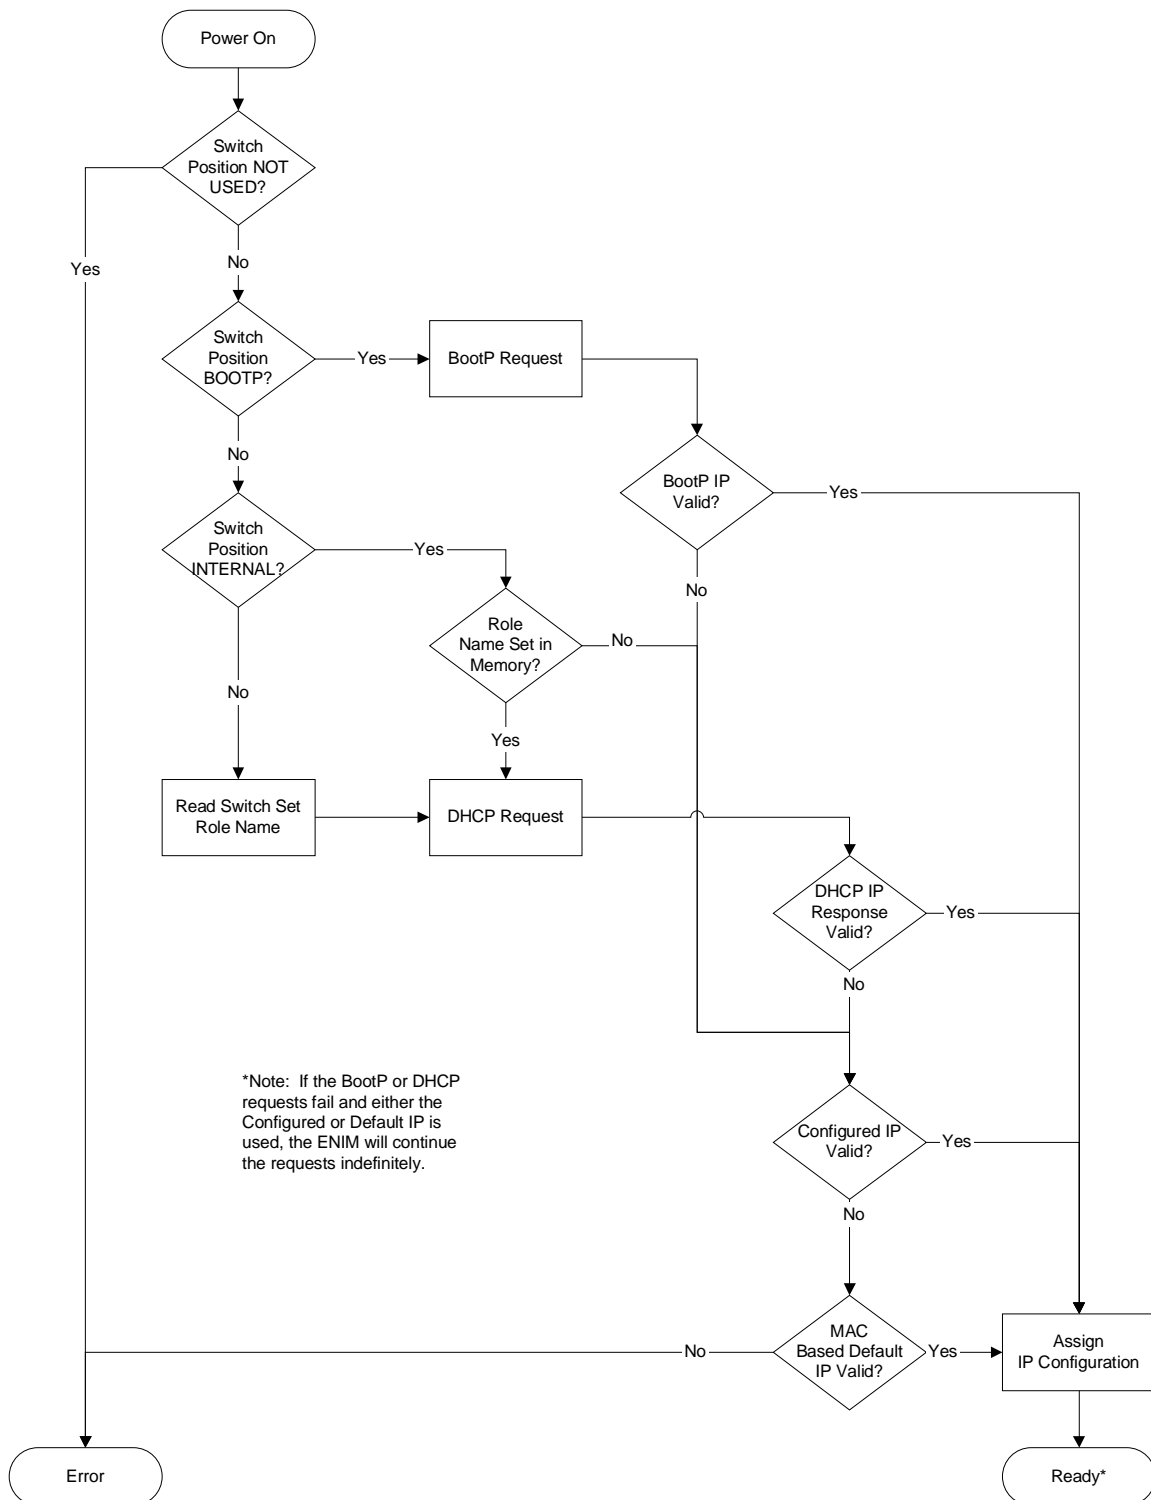 Power On
Switch
Position NOT
USED?
Yes
No
Switch
Position
BOOTP?
Yes
BootP Request
No
BootP IP
Valid?
Yes
No
Switch
Position
INTERNAL?
Yes
Role
Name Set in
Memory?
No
No
Yes
Read Switch Set
Role Name
DHCP Request
DHCP IP
Response
Valid?
Yes
No
*Note:  If the BootP or DHCP
requests fail and either the
Configured or Default IP is
used, the ENIM will continue
the requests indefinitely.
Configured IP
Valid?
Yes
No
MAC
Based Default
IP Valid?
No
Yes
Assign
IP Configuration
Error
Ready*